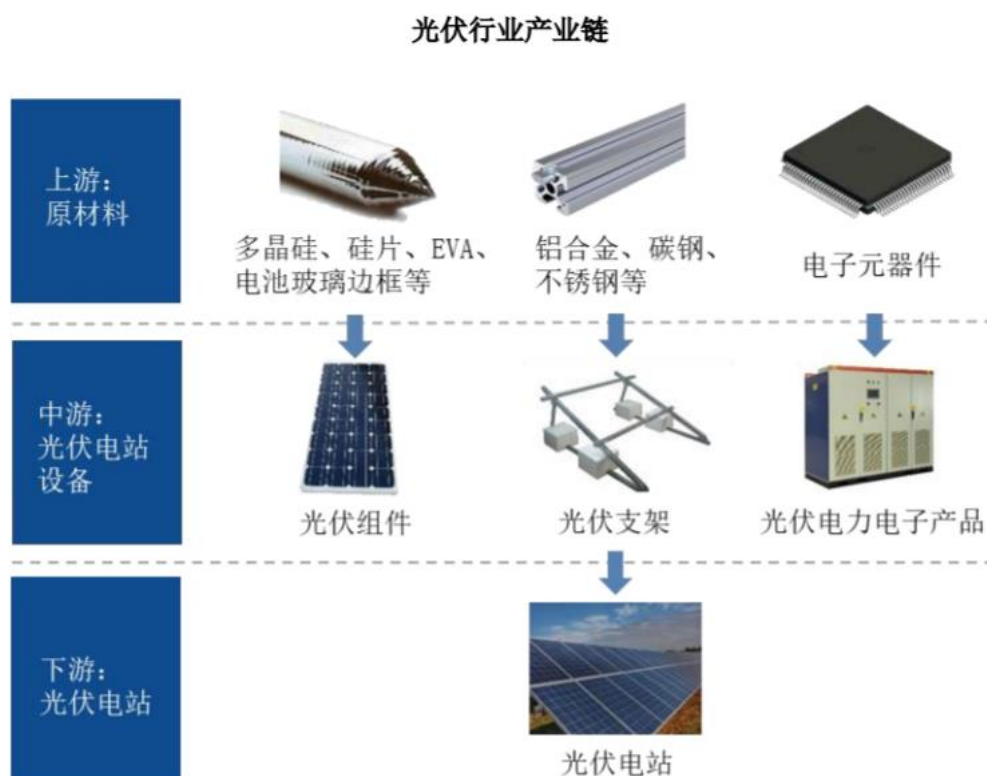 光伏行业产业链
上游：
原材料
多晶硅、硅片、EVA、
电池玻璃边框等
铝合金、碳钢、
不锈钢等
电子元器件
中游：
光伏电站
设备
光伏组件
光伏支架
光伏电力电子产品
下游：
光伏电站
光伏电站